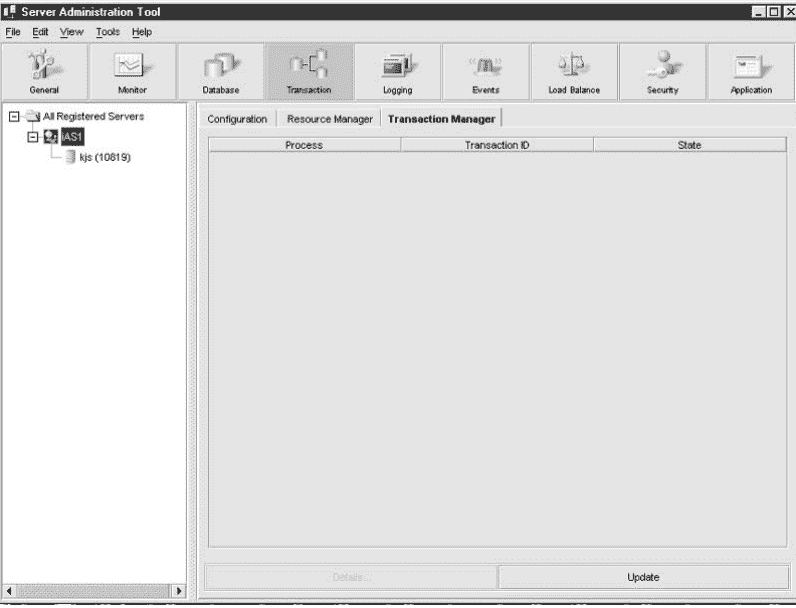 Server Administration Tool
File Edit View Tools Help
General Monitor Database Transaction Logging Events Load Balance Security Application
All Registered Servers
iAS1
kjs (10819)
Configuration Resource Manager Transaction Manager
Process Transaction ID State
Details... Update